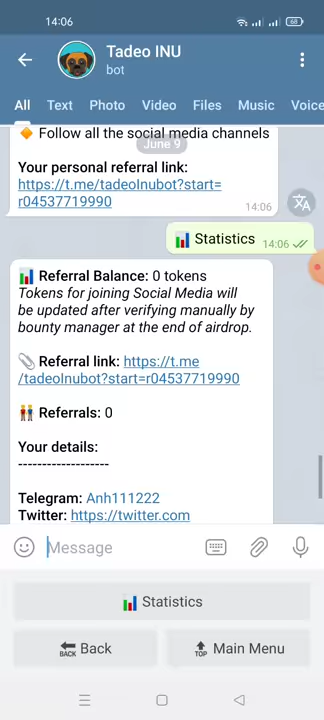 14:06
68
Tadeo INU
bot
All Text Photo Video Files Music Voice
Follow all the social media channels
June 9
Your personal referral link:
https://t.me/tadeoInubot?start=
r04537719990
14:06
Statistics 14:06
Referral Balance: 0 tokens
Tokens for joining Social Media will
be updated after verifying manually by
bounty manager at the end of airdrop.
Referral link: https://t.me
/tadeoInubot?start=r04537719990
Referrals: 0
Your details:
-------------------
Telegram: Anh111222
Twitter: https://twitter.com
Message
Statistics
BACK Back
TOP Main Menu